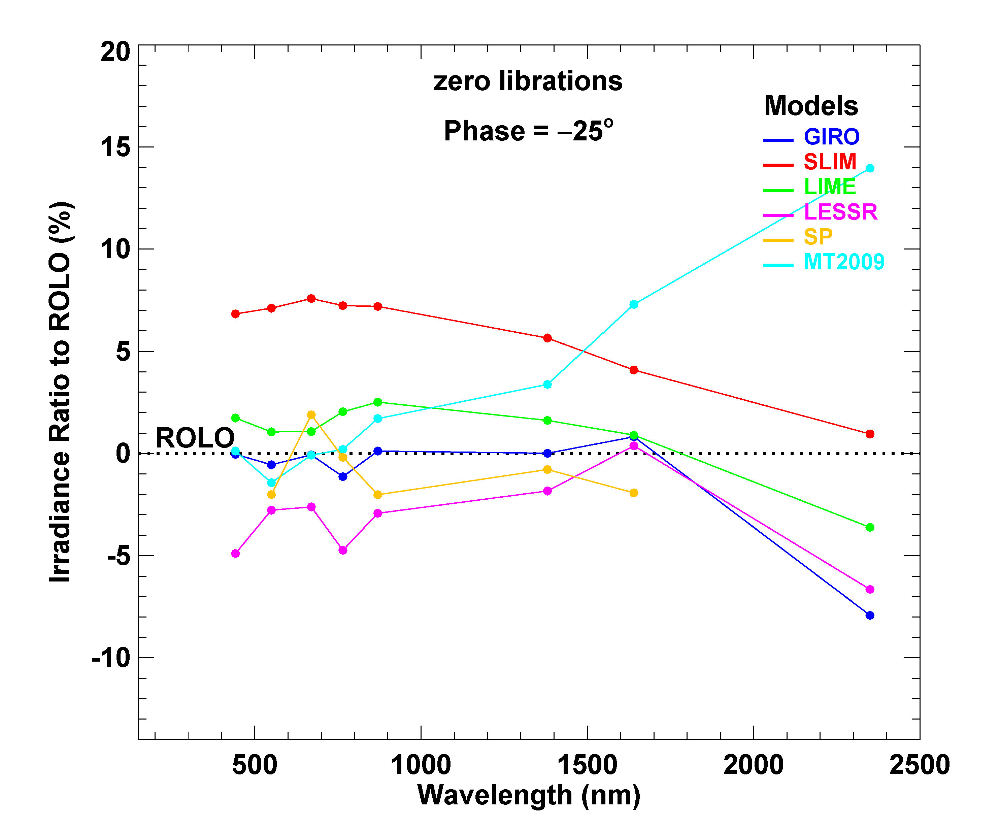 20
zero librations
Models
Phase = –25°
GIRO
15
SLIM
LIME
LESSR
SP
10
MT2009
5
ROLO
0
-5
-10
Irradiance Ratio to ROLO (%)
500
1000
1500
2000
2500
Wavelength (nm)